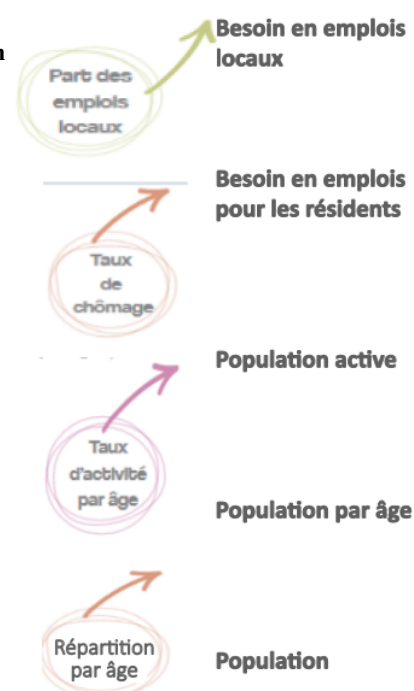 Besoin en emplois
locaux
n
Part des
emplois
locaux
Besoin en emplois
pour les résidents
Taux
de
chômage
Population active
Taux
d'activité
par âge
Population par âge
Répartition
par âge
Population